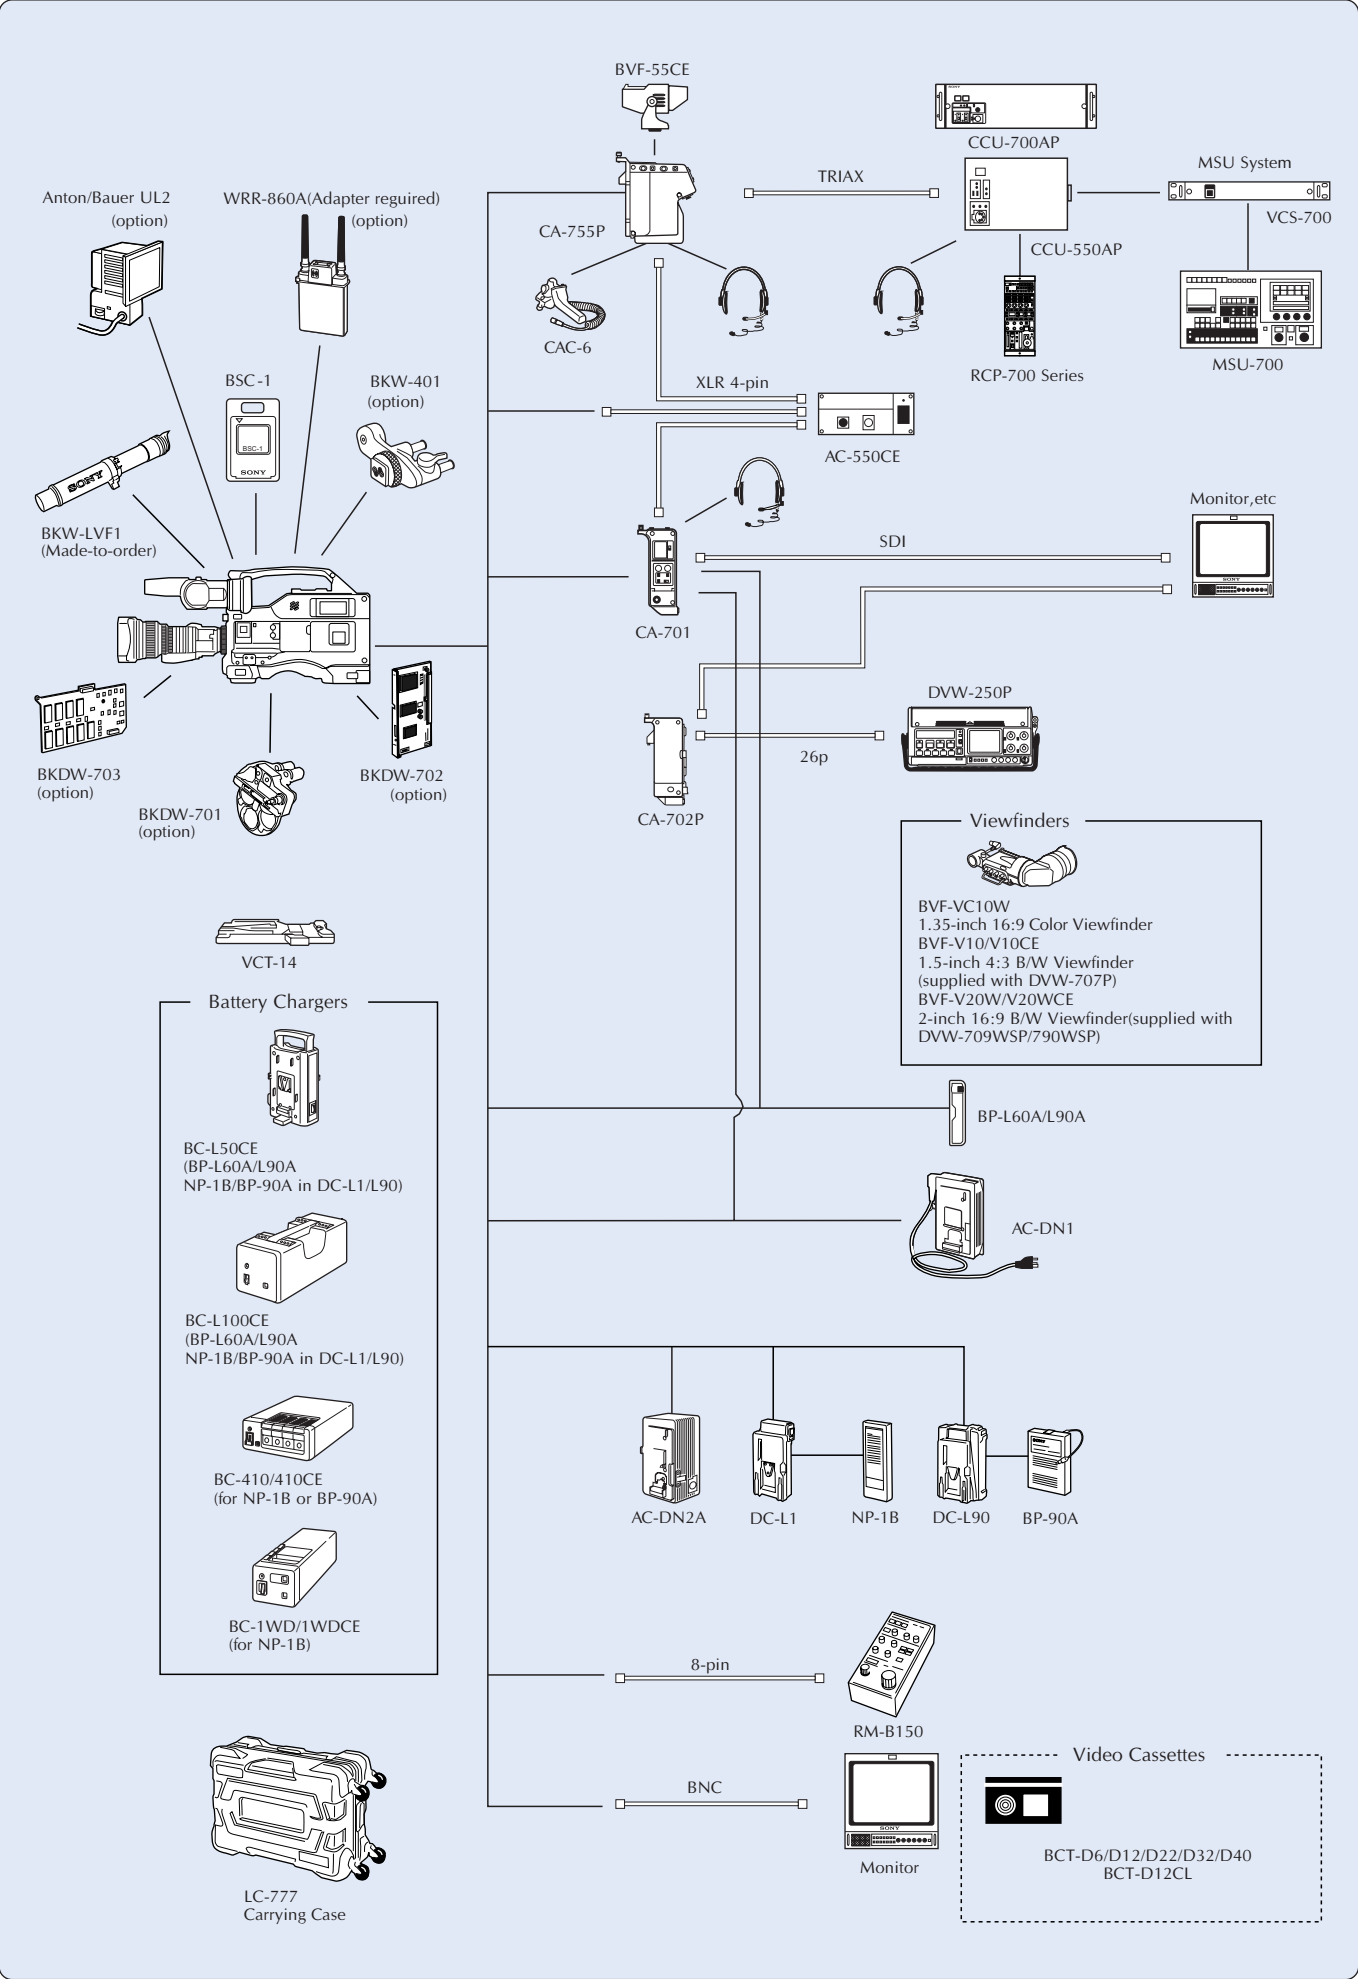 BVF-55CE
CCU-700AP
MSU System
TRIAX
VCS-700
CA-755P
CCU-550AP
Anton/Bauer UL2
(option)
WRR-860A(Adapter reguired)
(option)
CAC-6
RCP-700 Series
MSU-700
BSC-1
BSC-1
SONY
BKW-401
(option)
XLR 4-pin
AC-550CE
SONY
BKW-LVF1
(Made-to-order)
Monitor,etc
SONY
SDI
CA-701
DVW-250P
26p
CA-702P
BKDW-703
(option)
BKDW-701
(option)
BKDW-702
(option)
Viewfinders
BVF-VC10W
1.35-inch 16:9 Color Viewfinder
BVF-V10/V10CE
1.5-inch 4:3 B/W Viewfinder
(supplied with DVW-707P)
BVF-V20W/V20WCE
2-inch 16:9 B/W Viewfinder(supplied with
DVW-709WSP/790WSP)
VCT-14
Battery Chargers
BC-L50CE
(BP-L60A/L90A
NP-1B/BP-90A in DC-L1/L90)
BC-L100CE
(BP-L60A/L90A
NP-1B/BP-90A in DC-L1/L90)
BC-410/410CE
(for NP-1B or BP-90A)
BC-1WD/1WDCE
(for NP-1B)
BP-L60A/L90A
AC-DN1
AC-DN2A
DC-L1
NP-1B
DC-L90
BP-90A
8-pin
RM-B150
BNC
SONY
Monitor
Video Cassettes
BCT-D6/D12/D22/D32/D40
BCT-D12CL
LC-777
Carrying Case